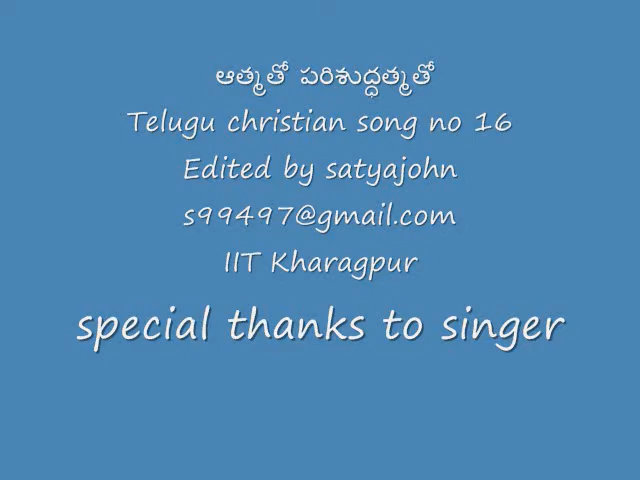 ఆత్మతో పరిశుద్ధత్మతో
Telugu christian song no 16
Edited by satyajohn
s99497@gmail.com
IIT Kharagpur
special thanks to singer